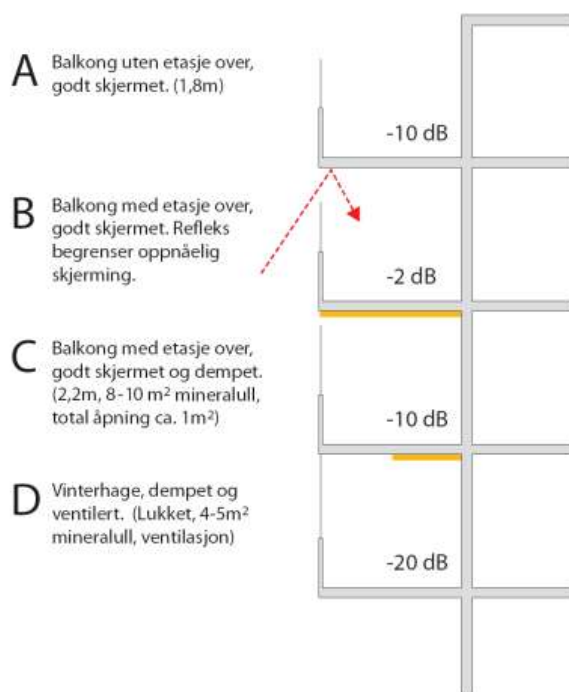 A
Balkong uten etasje over,
godt skjermet. (1,8m)
-10 dB
B
Balkong med etasje over,
godt skjermet. Refleks
begrenser oppnåelig
skjerming.
-2 dB
C
Balkong med etasje over,
godt skjermet og dempet.
(2,2m, 8-10 m² mineralull,
total åpning ca. 1m²)
-10 dB
D
Vinterhage, dempet og
ventilert. (Lukket, 4-5m²
mineralull, ventilasjon)
-20 dB